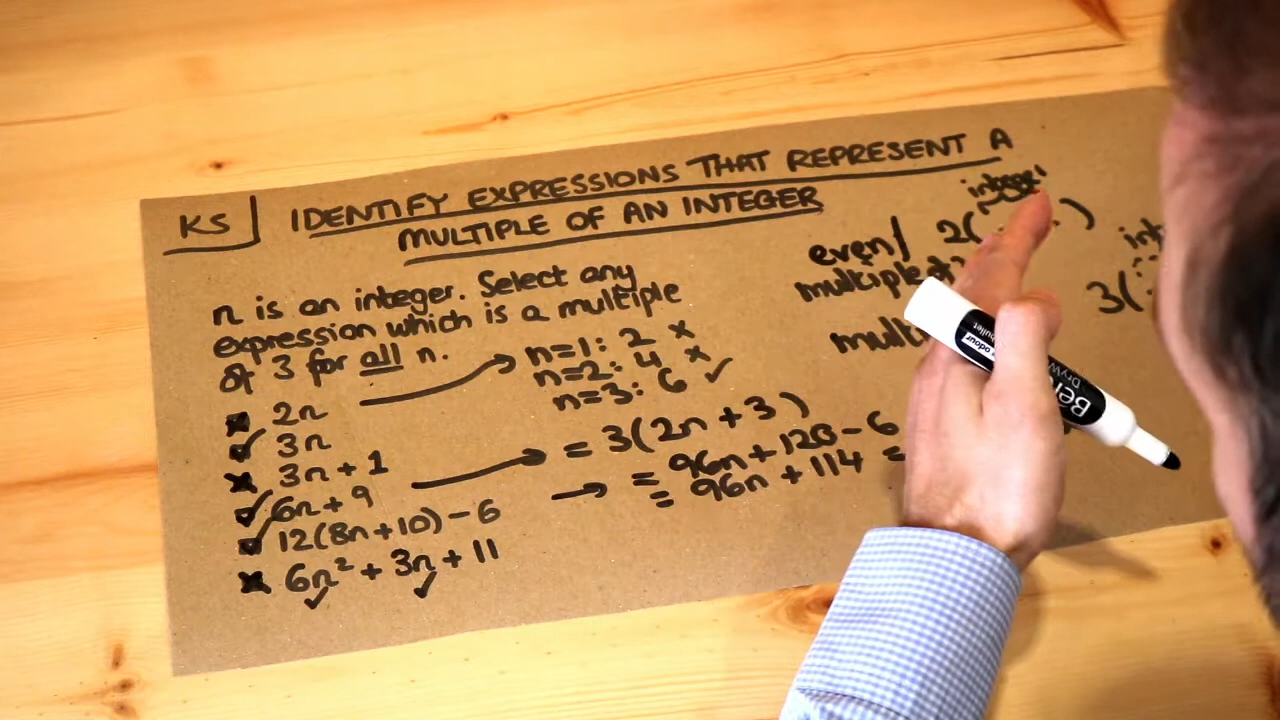 KS
IDENTIFY EXPRESSIONS THAT REPRESENT A
MULTIPLE OF AN INTEGER
n is an integer. Select any
expression which is a multiple
of 3 for all n.
2n
3n
3n + 1
6n + 9
12(8n+10) - 6
6n² + 3n + 11
n=1: 2 ×
n=2: 4 ×
n=3: 6 ✓
= 3(2n + 3)
= 96n + 120 - 6
= 96n + 114 =
integer
even/ 2( )
multiple of
3(